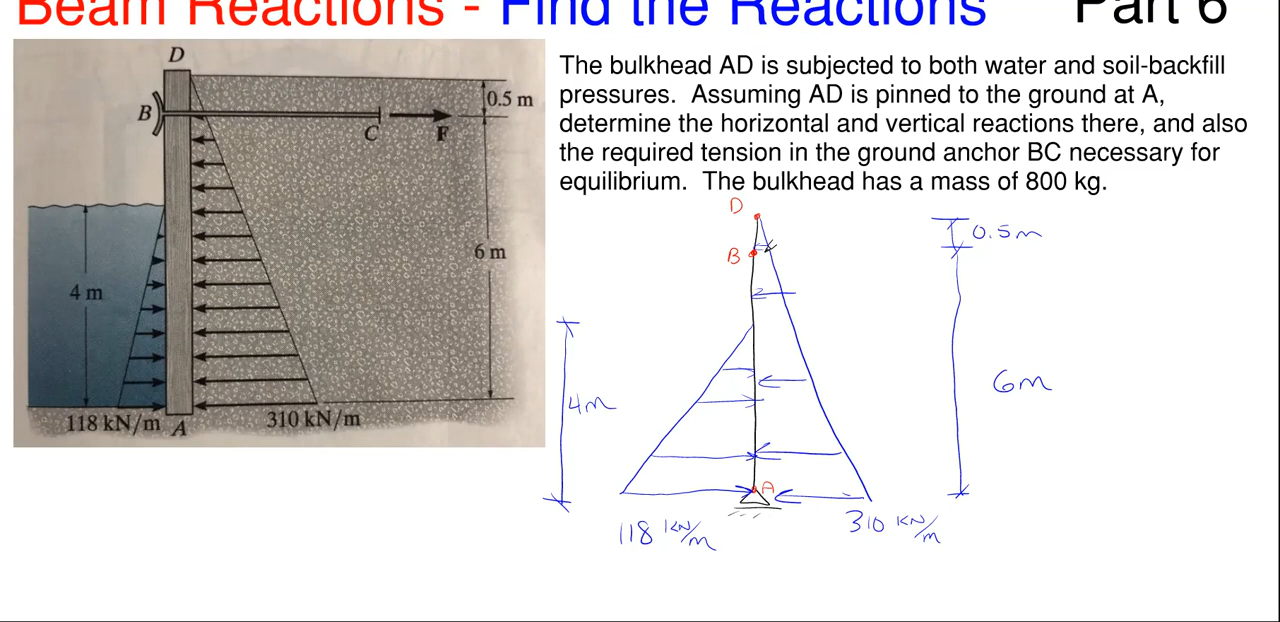 Beam Reactions - Find the Reactions Part 6
D
B
C
F
0.5 m
6 m
4 m
118 kN/m
A
310 kN/m
The bulkhead AD is subjected to both water and soil-backfill
pressures. Assuming AD is pinned to the ground at A,
determine the horizontal and vertical reactions there, and also
the required tension in the ground anchor BC necessary for
equilibrium. The bulkhead has a mass of 800 kg.
D
0.5m
B
4m
6m
A
118 KN/m
310 KN/m